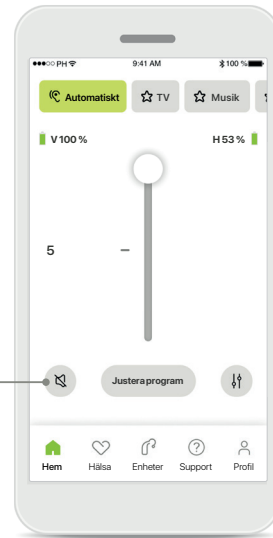 PH 9:41 AM 100 %
Automatiskt TV Musik
V 100 % H 53 %
5 –
Justera program
Hem Hälsa Enheter Support Profil